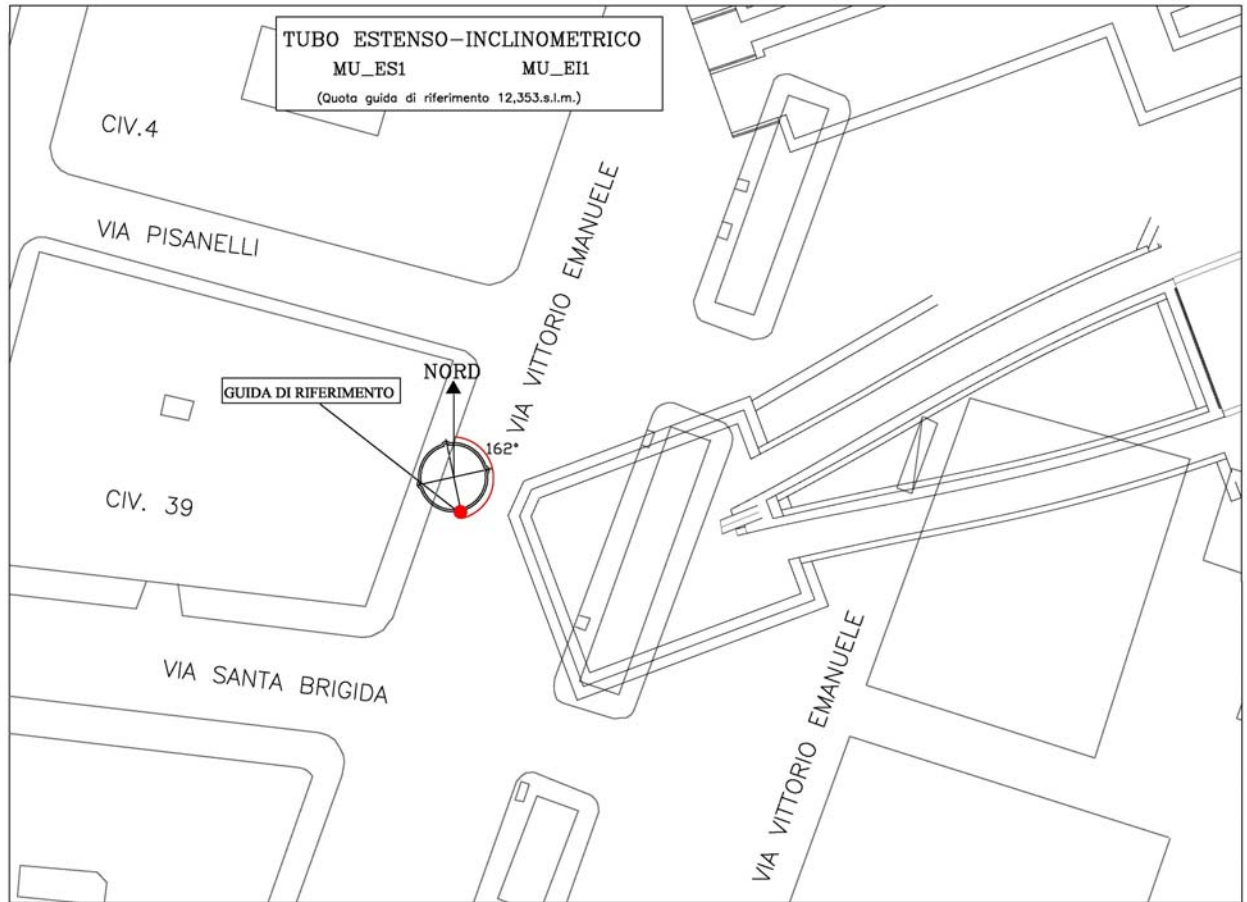 TUBO ESTENSO-INCLINOMETRICO
MU_ES1 MU_EI1
(Quota guida di riferimento 12,353.s.l.m.)
CIV.4
VIA PISANELLI
VIA VITTORIO EMANUELE
NORD
GUIDA DI RIFERIMENTO
162°
CIV. 39
VIA SANTA BRIGIDA
VIA VITTORIO EMANUELE